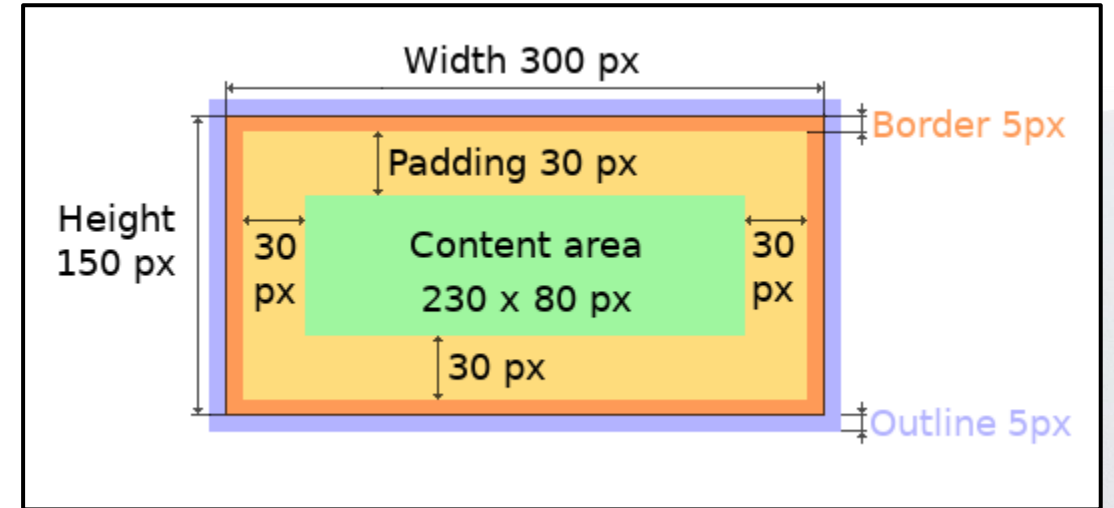 Width 300 px
Border 5px
Padding 30 px
Height
150 px
30
px
Content area
230 x 80 px
30
px
30 px
Outline 5px